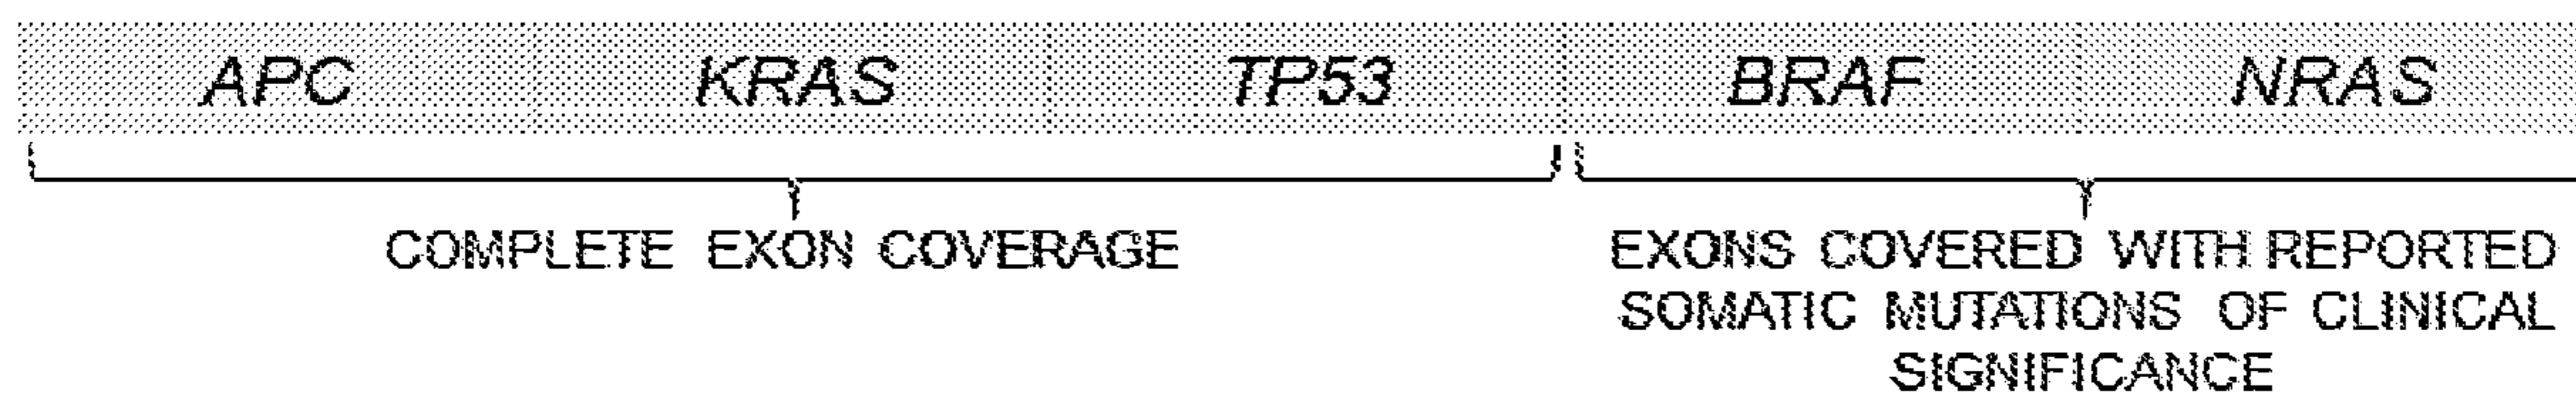 APC KRAS TP53 BRAF NRAS
COMPLETE EXON COVERAGE
EXONS COVERED WITH REPORTED
SOMATIC MUTATIONS OF CLINICAL
SIGNIFICANCE